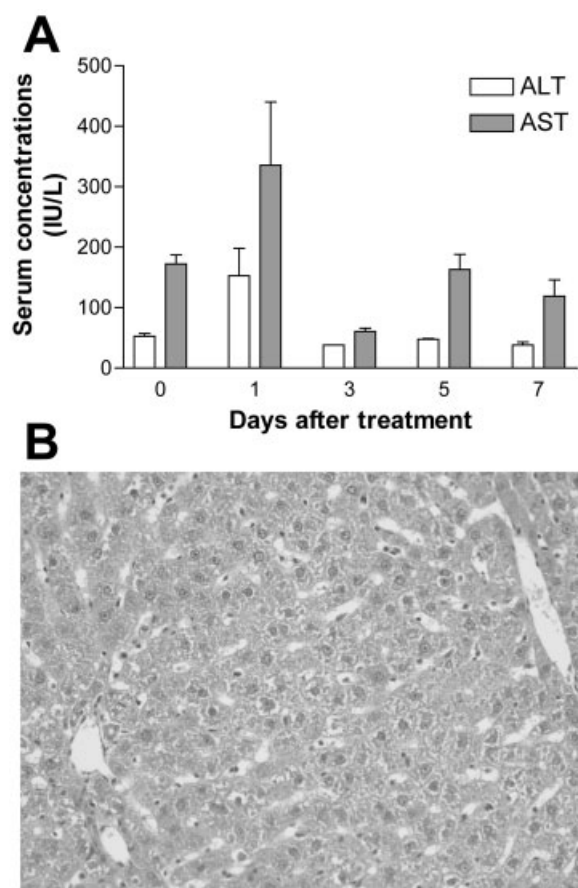 A
500
400
300
200
100
0
Serum concentrations
(IU/L)
ALT
AST
0 1 3 5 7
Days after treatment
B